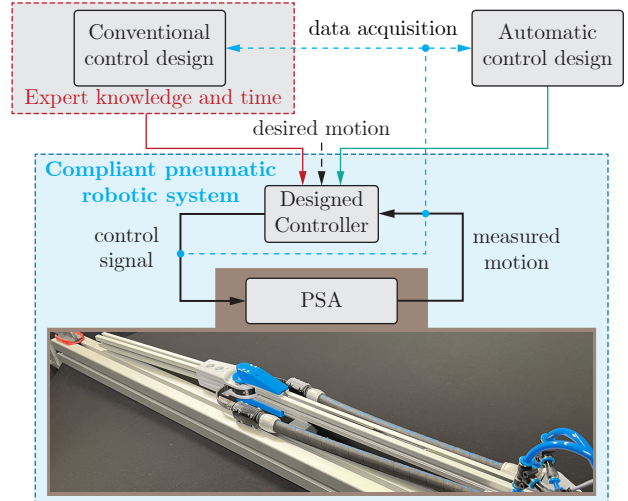 Conventional
control design
data acquisition
Automatic
control design
Expert knowledge and time
desired motion
Compliant pneumatic
robotic system
Designed
Controller
control
signal
measured
motion
PSA